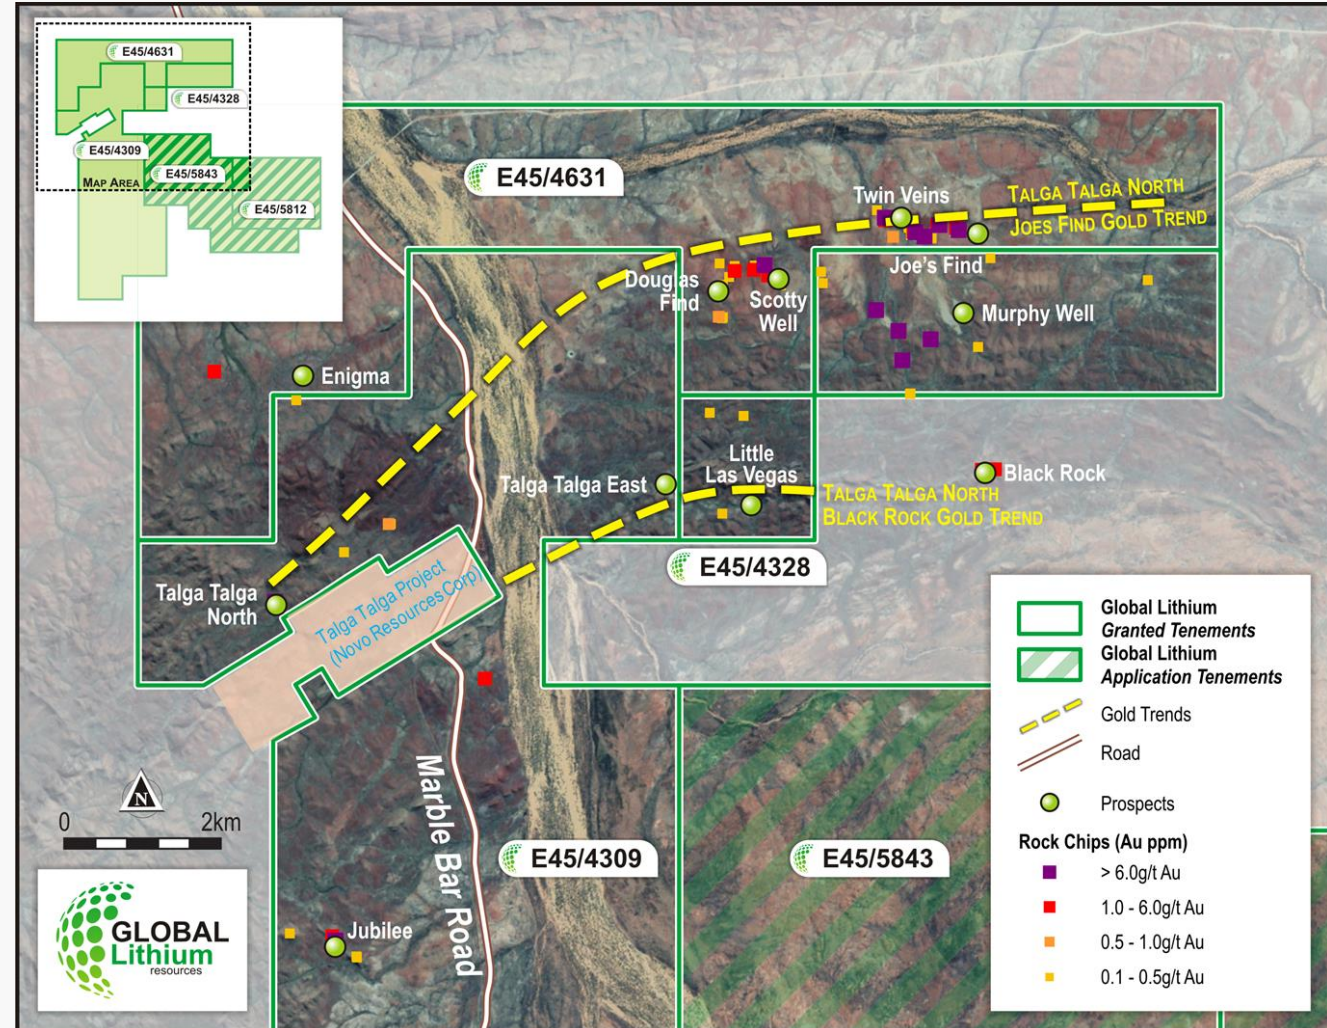 E45/4631
E45/4328
E45/4309
E45/5843
MAP AREA
E45/5812
E45/4631
Twin Veins
TALGA TALGA NORTH
JOES FIND GOLD TREND
Joe's Find
Douglas
Find
Scotty
Well
Murphy Well
Enigma
Little
Las Vegas
Talga Talga East
Black Rock
TALGA TALGA NORTH
BLACK ROCK GOLD TREND
E45/4328
Talga Talga
North
Talga Talga Project
(Novo Resources Corp)
Marble Bar Road
E45/4309
E45/5843
Jubilee
N
0 2km
GLOBAL
Lithium
resources
Global Lithium
Granted Tenements
Global Lithium
Application Tenements
Gold Trends
Road
Prospects
Rock Chips (Au ppm)
> 6.0g/t Au
1.0 - 6.0g/t Au
0.5 - 1.0g/t Au
0.1 - 0.5g/t Au